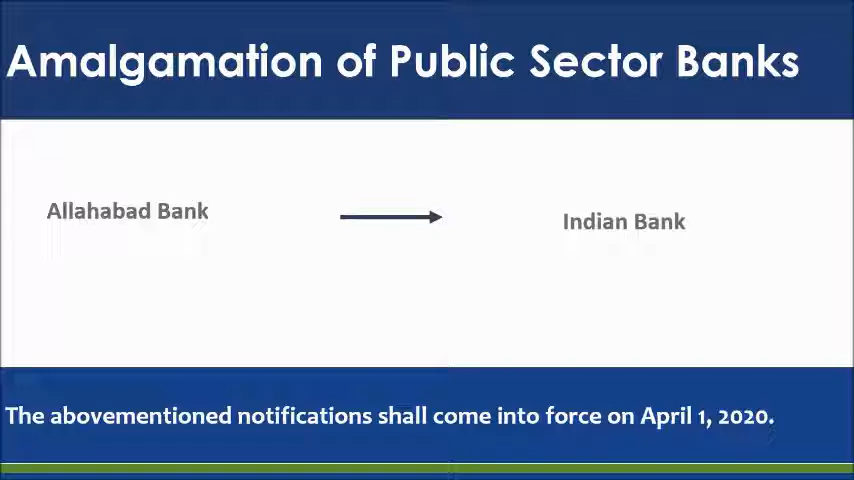 Amalgamation of Public Sector Banks
Allahabad Bank
Indian Bank
The abovementioned notifications shall come into force on April 1, 2020.